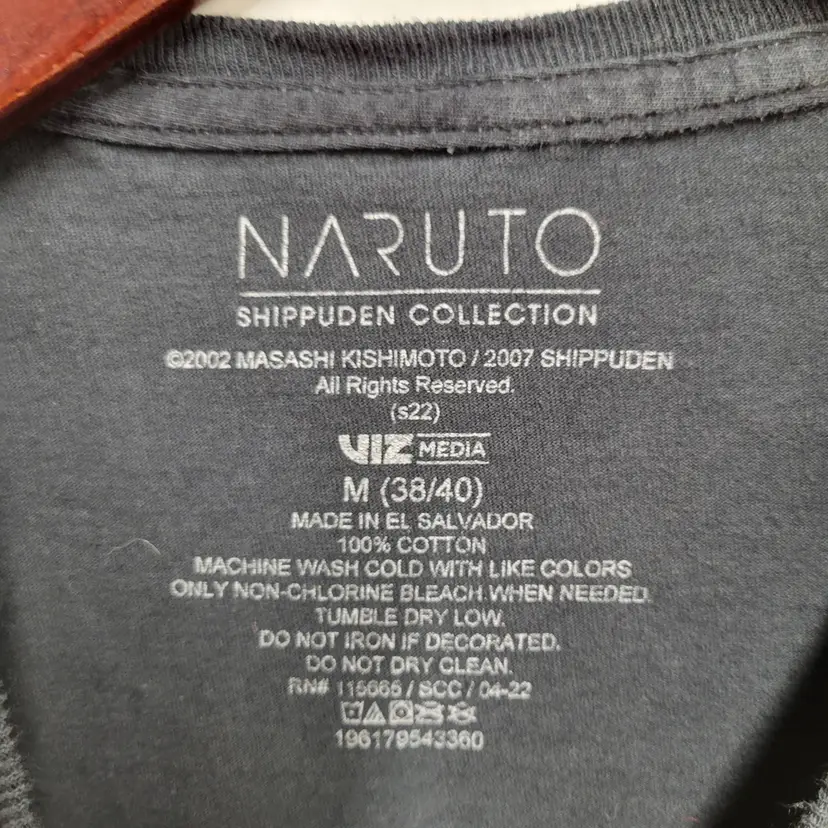 NARUTO
SHIPPUDEN COLLECTION
©2002 MASASHI KISHIMOTO / 2007 SHIPPUDEN
All Rights Reserved.
(s22)
VIZ MEDIA
M (38/40)
MADE IN EL SALVADOR
100% COTTON
MACHINE WASH COLD WITH LIKE COLORS
ONLY NON-CHLORINE BLEACH WHEN NEEDED.
TUMBLE DRY LOW.
DO NOT IRON IF DECORATED.
DO NOT DRY CLEAN.
RN# 115665 / SCC / 04-22
196179543360